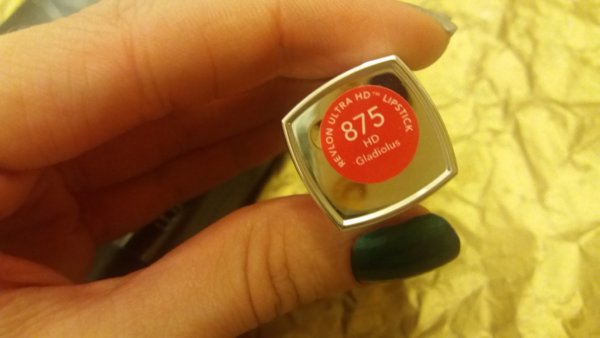 REVLON ULTRA HD™ LIPSTICK
875
HD
Gladiolus